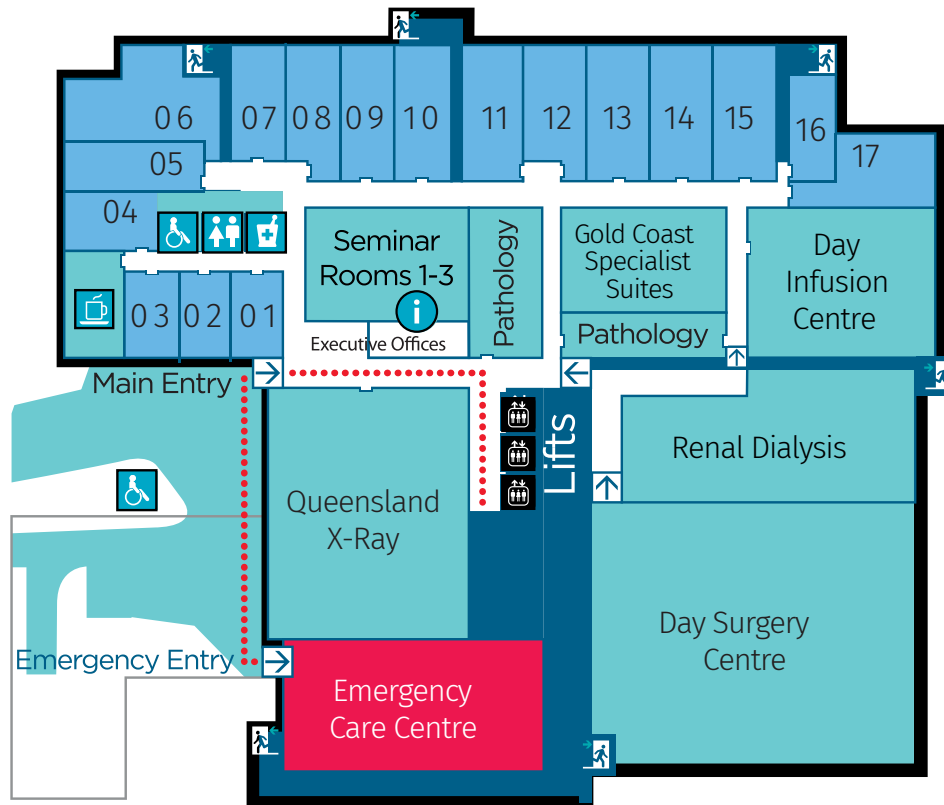 06
07
08
09
10
11
12
13
14
15
16
17
05
04
03
02
01
Seminar
Rooms 1-3
i
Executive Offices
Pathology
Gold Coast
Specialist
Suites
Pathology
Day
Infusion
Centre
Main Entry
Lifts
Renal Dialysis
Queensland
X-Ray
Day Surgery
Centre
Emergency Entry
Emergency
Care Centre